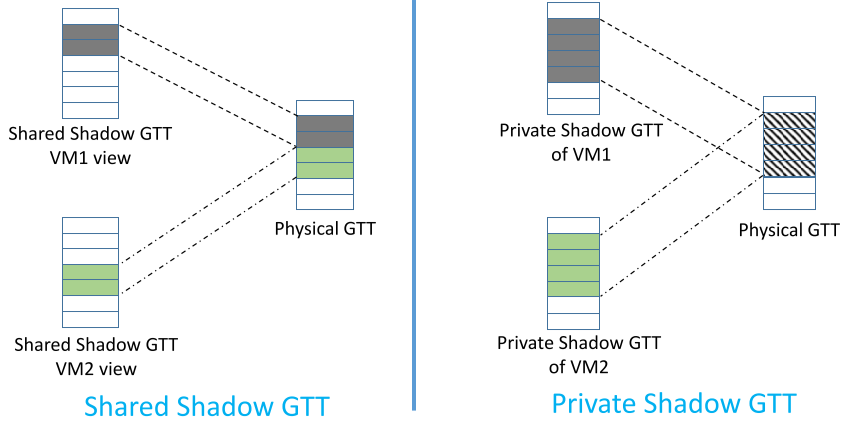 Shared Shadow GTT
VM1 view
Physical GTT
Shared Shadow GTT
VM2 view
Shared Shadow GTT
Private Shadow GTT
of VM1
Physical GTT
Private Shadow GTT
of VM2
Private Shadow GTT